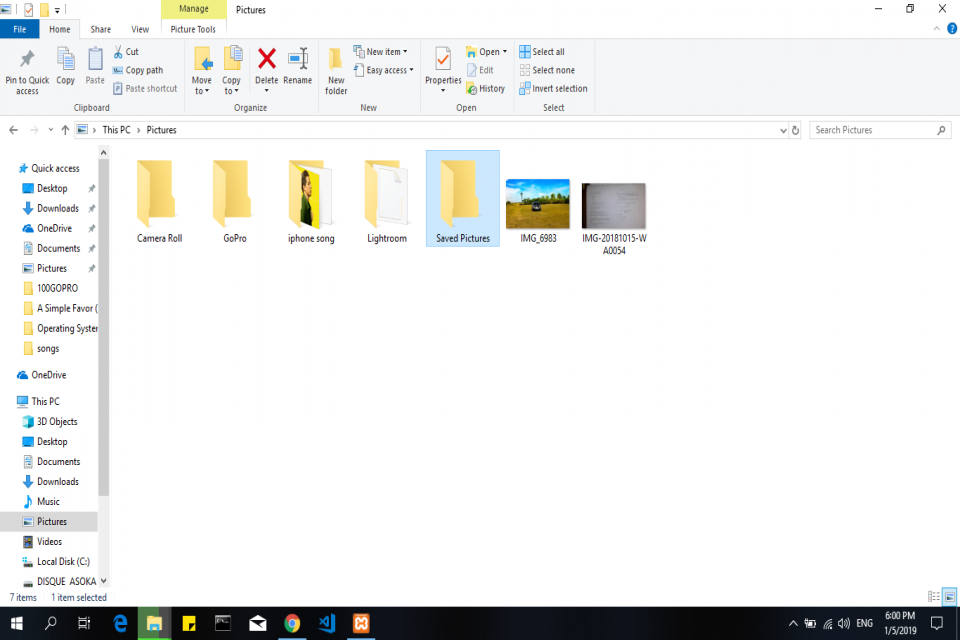 Manage
Pictures
File
Home
Share
View
Picture Tools
Pin to Quick access
Copy
Paste
Cut
Copy path
Paste shortcut
Clipboard
Move to
Copy to
Delete
Rename
Organize
New folder
New item
Easy access
New
Properties
Open
Edit
History
Open
Select all
Select none
Invert selection
Select
This PC
Pictures
Search Pictures
Quick access
Desktop
Downloads
OneDrive
Documents
Pictures
100GOPRO
A Simple Favor (
Operating System
songs
OneDrive
This PC
3D Objects
Desktop
Documents
Downloads
Music
Pictures
Videos
Local Disk (C:)
DISQUE ASOKA
Camera Roll
GoPro
iphone song
Lightroom
Saved Pictures
IMG_6983
IMG-20181015-W
A0054
7 items
1 item selected
ENG
6:00 PM
1/5/2019